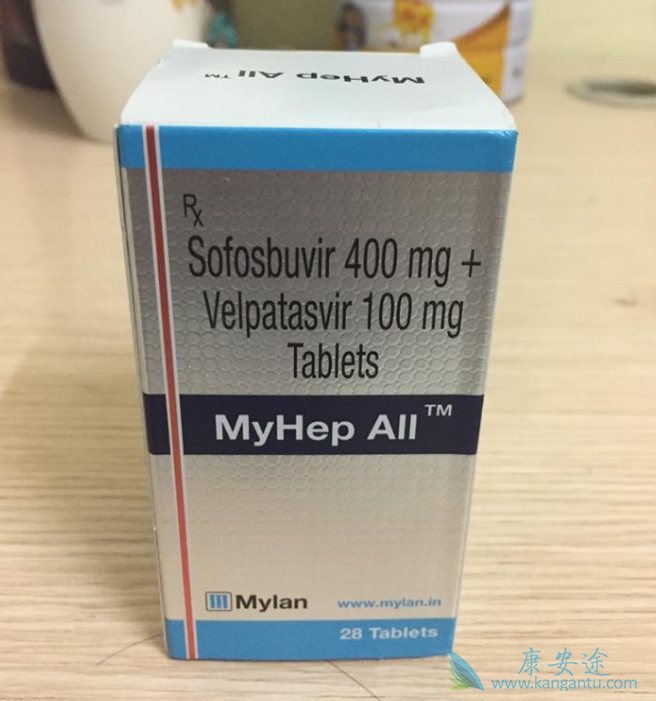 MyHep All™
Rx
Sofosbuvir 400 mg +
Velpatasvir 100 mg
Tablets
MyHep All™
Mylan
www.mylan.in
28 Tablets
康安途
www.kangantu.com